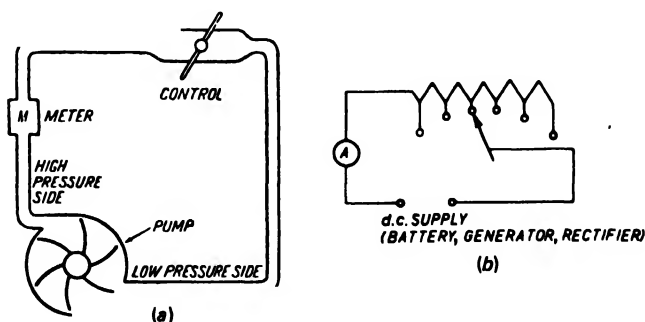 CONTROL
M METER
HIGH
PRESSURE
SIDE
PUMP
LOW PRESSURE SIDE
(a)
A
d.c. SUPPLY
(BATTERY, GENERATOR, RECTIFIER)
(b)